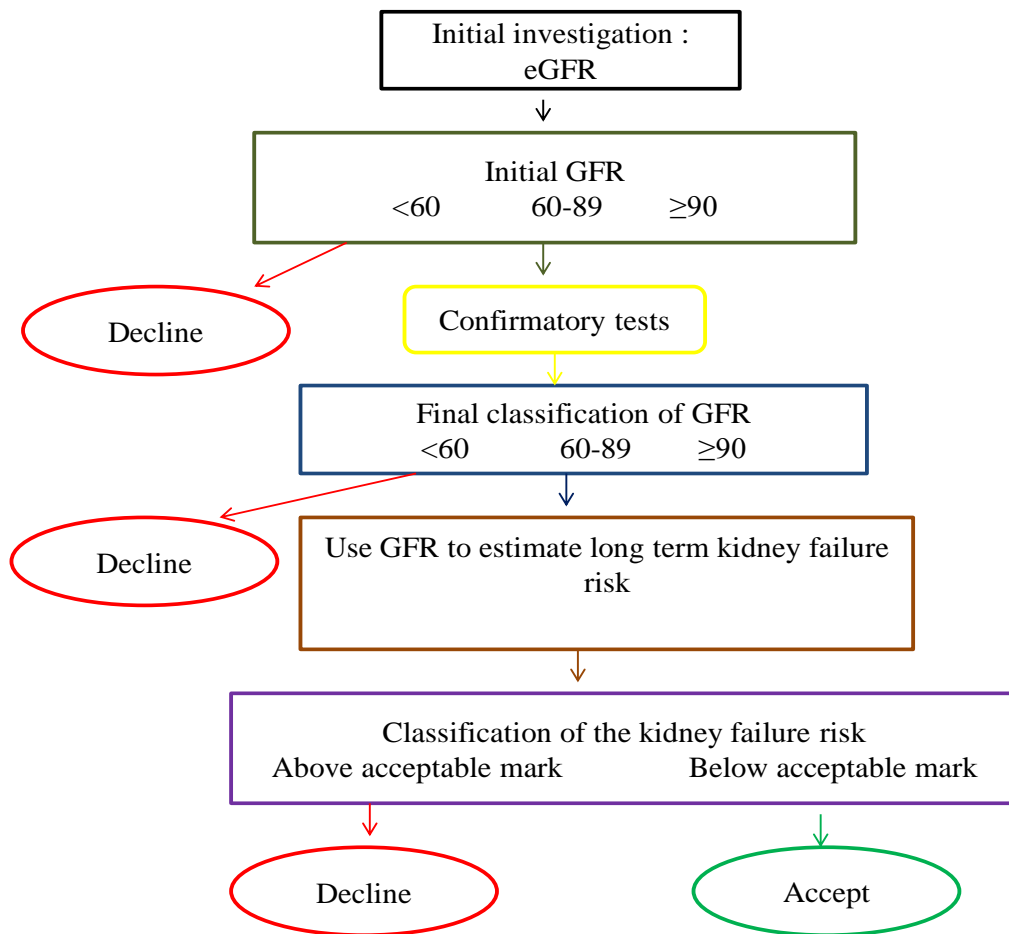 Initial investigation :
eGFR
Initial GFR
<60 60-89 ≥90
Decline
Confirmatory tests
Final classification of GFR
<60 60-89 ≥90
Decline
Use GFR to estimate long term kidney failure
risk
Classification of the kidney failure risk
Above acceptable mark Below acceptable mark
Decline
Accept